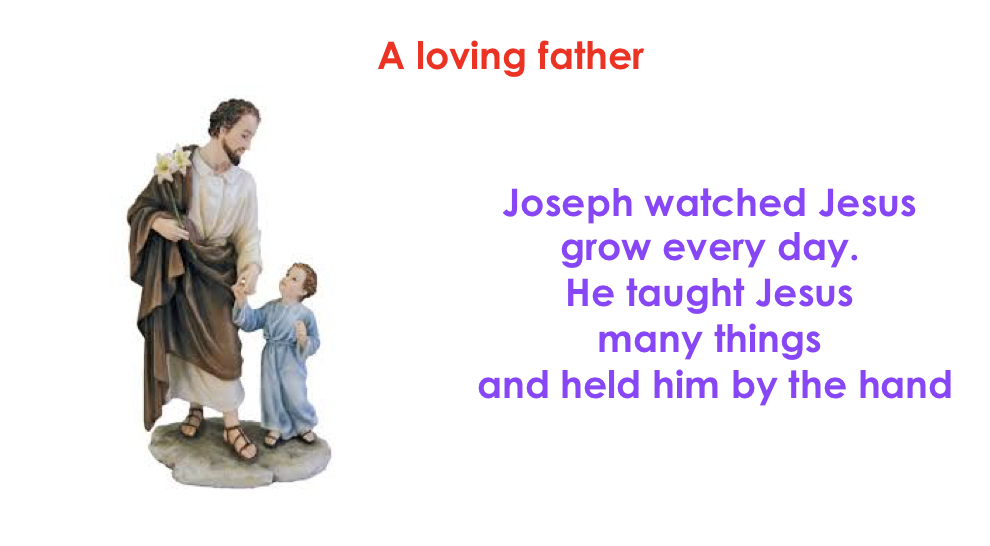 A loving father
Joseph watched Jesus
grow every day.
He taught Jesus
many things
and held him by the hand